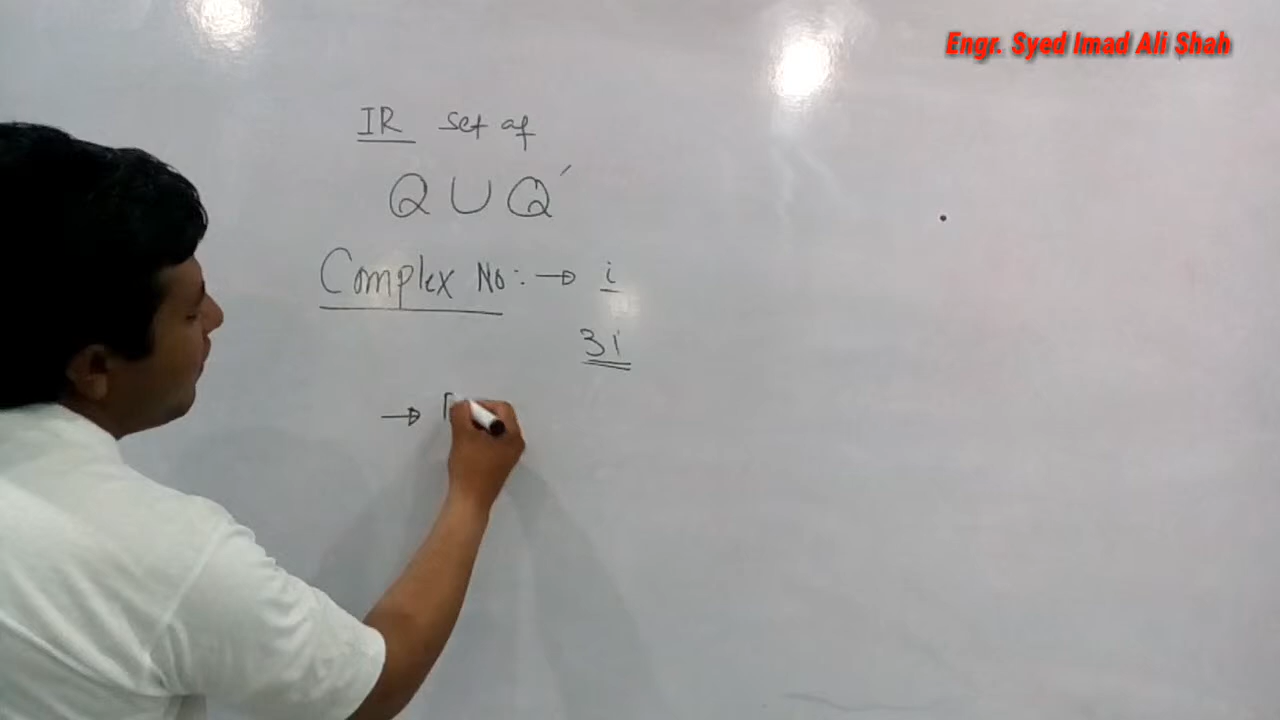 Engr. Syed Imad Ali Shah
IR set of
Q U Q′
Complex No: → i
3i
→